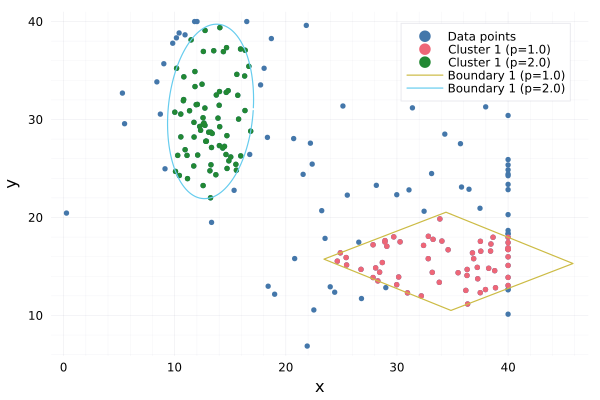 Data points
Cluster 1 (p=1.0)
Cluster 1 (p=2.0)
Boundary 1 (p=1.0)
Boundary 1 (p=2.0)
40
30
20
10
y
0 10 20 30 40
x